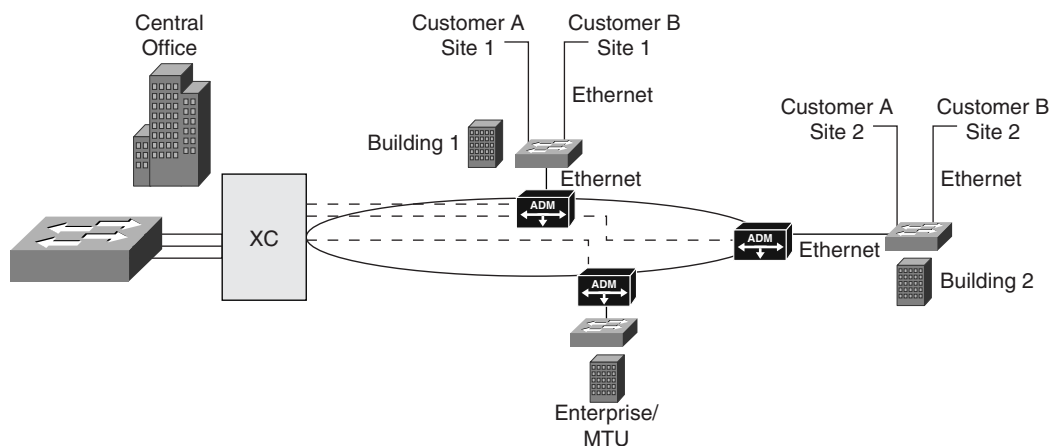 Central
Office
Customer A
Site 1
Customer B
Site 1
Ethernet
Building 1
Ethernet
Customer A
Site 2
Customer B
Site 2
Ethernet
XC
ADM
ADM
Ethernet
Building 2
ADM
Enterprise/
MTU